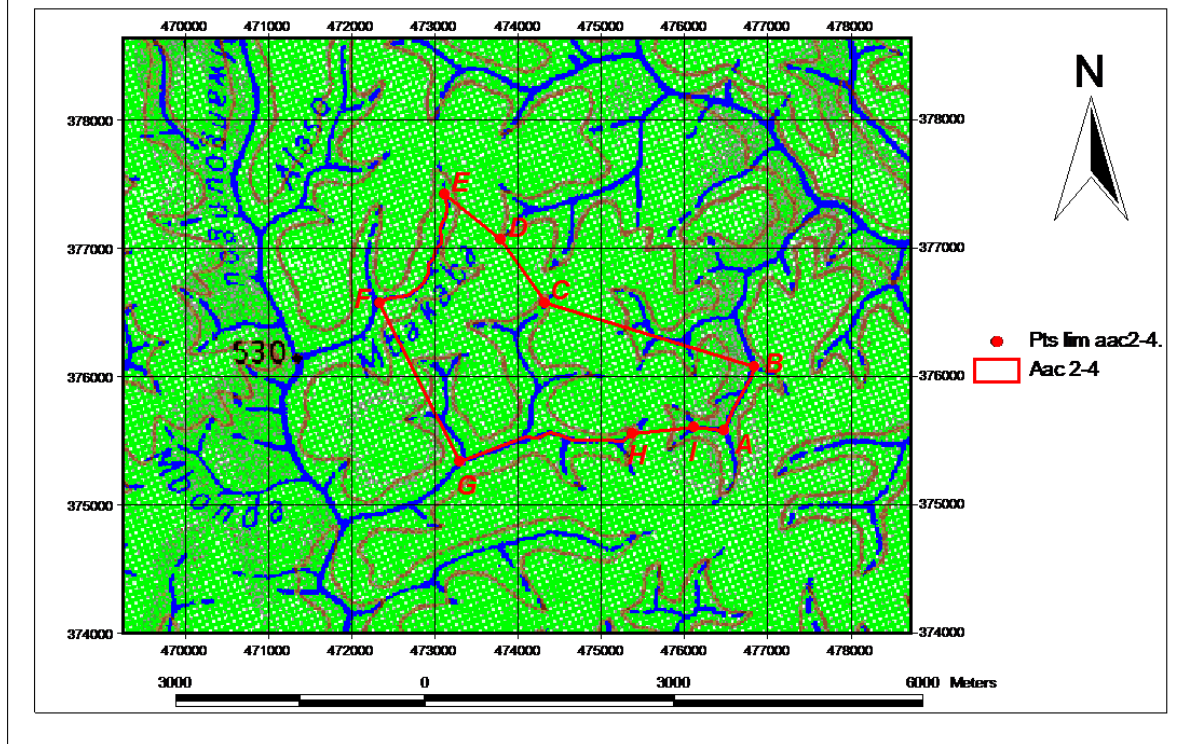 470000 471000 472000 473000 474000 475000 476000 477000 478000
N
378000 378000
Alaso
E
D
377000 377000
C
F
Mpakabo
530
Pts lim aac2-4.
B
376000 376000
Aac 2-4
H I A
G
375000 375000
374000 374000
470000 471000 472000 473000 474000 475000 476000 477000 478000
3000 0 3000 6000 Meters